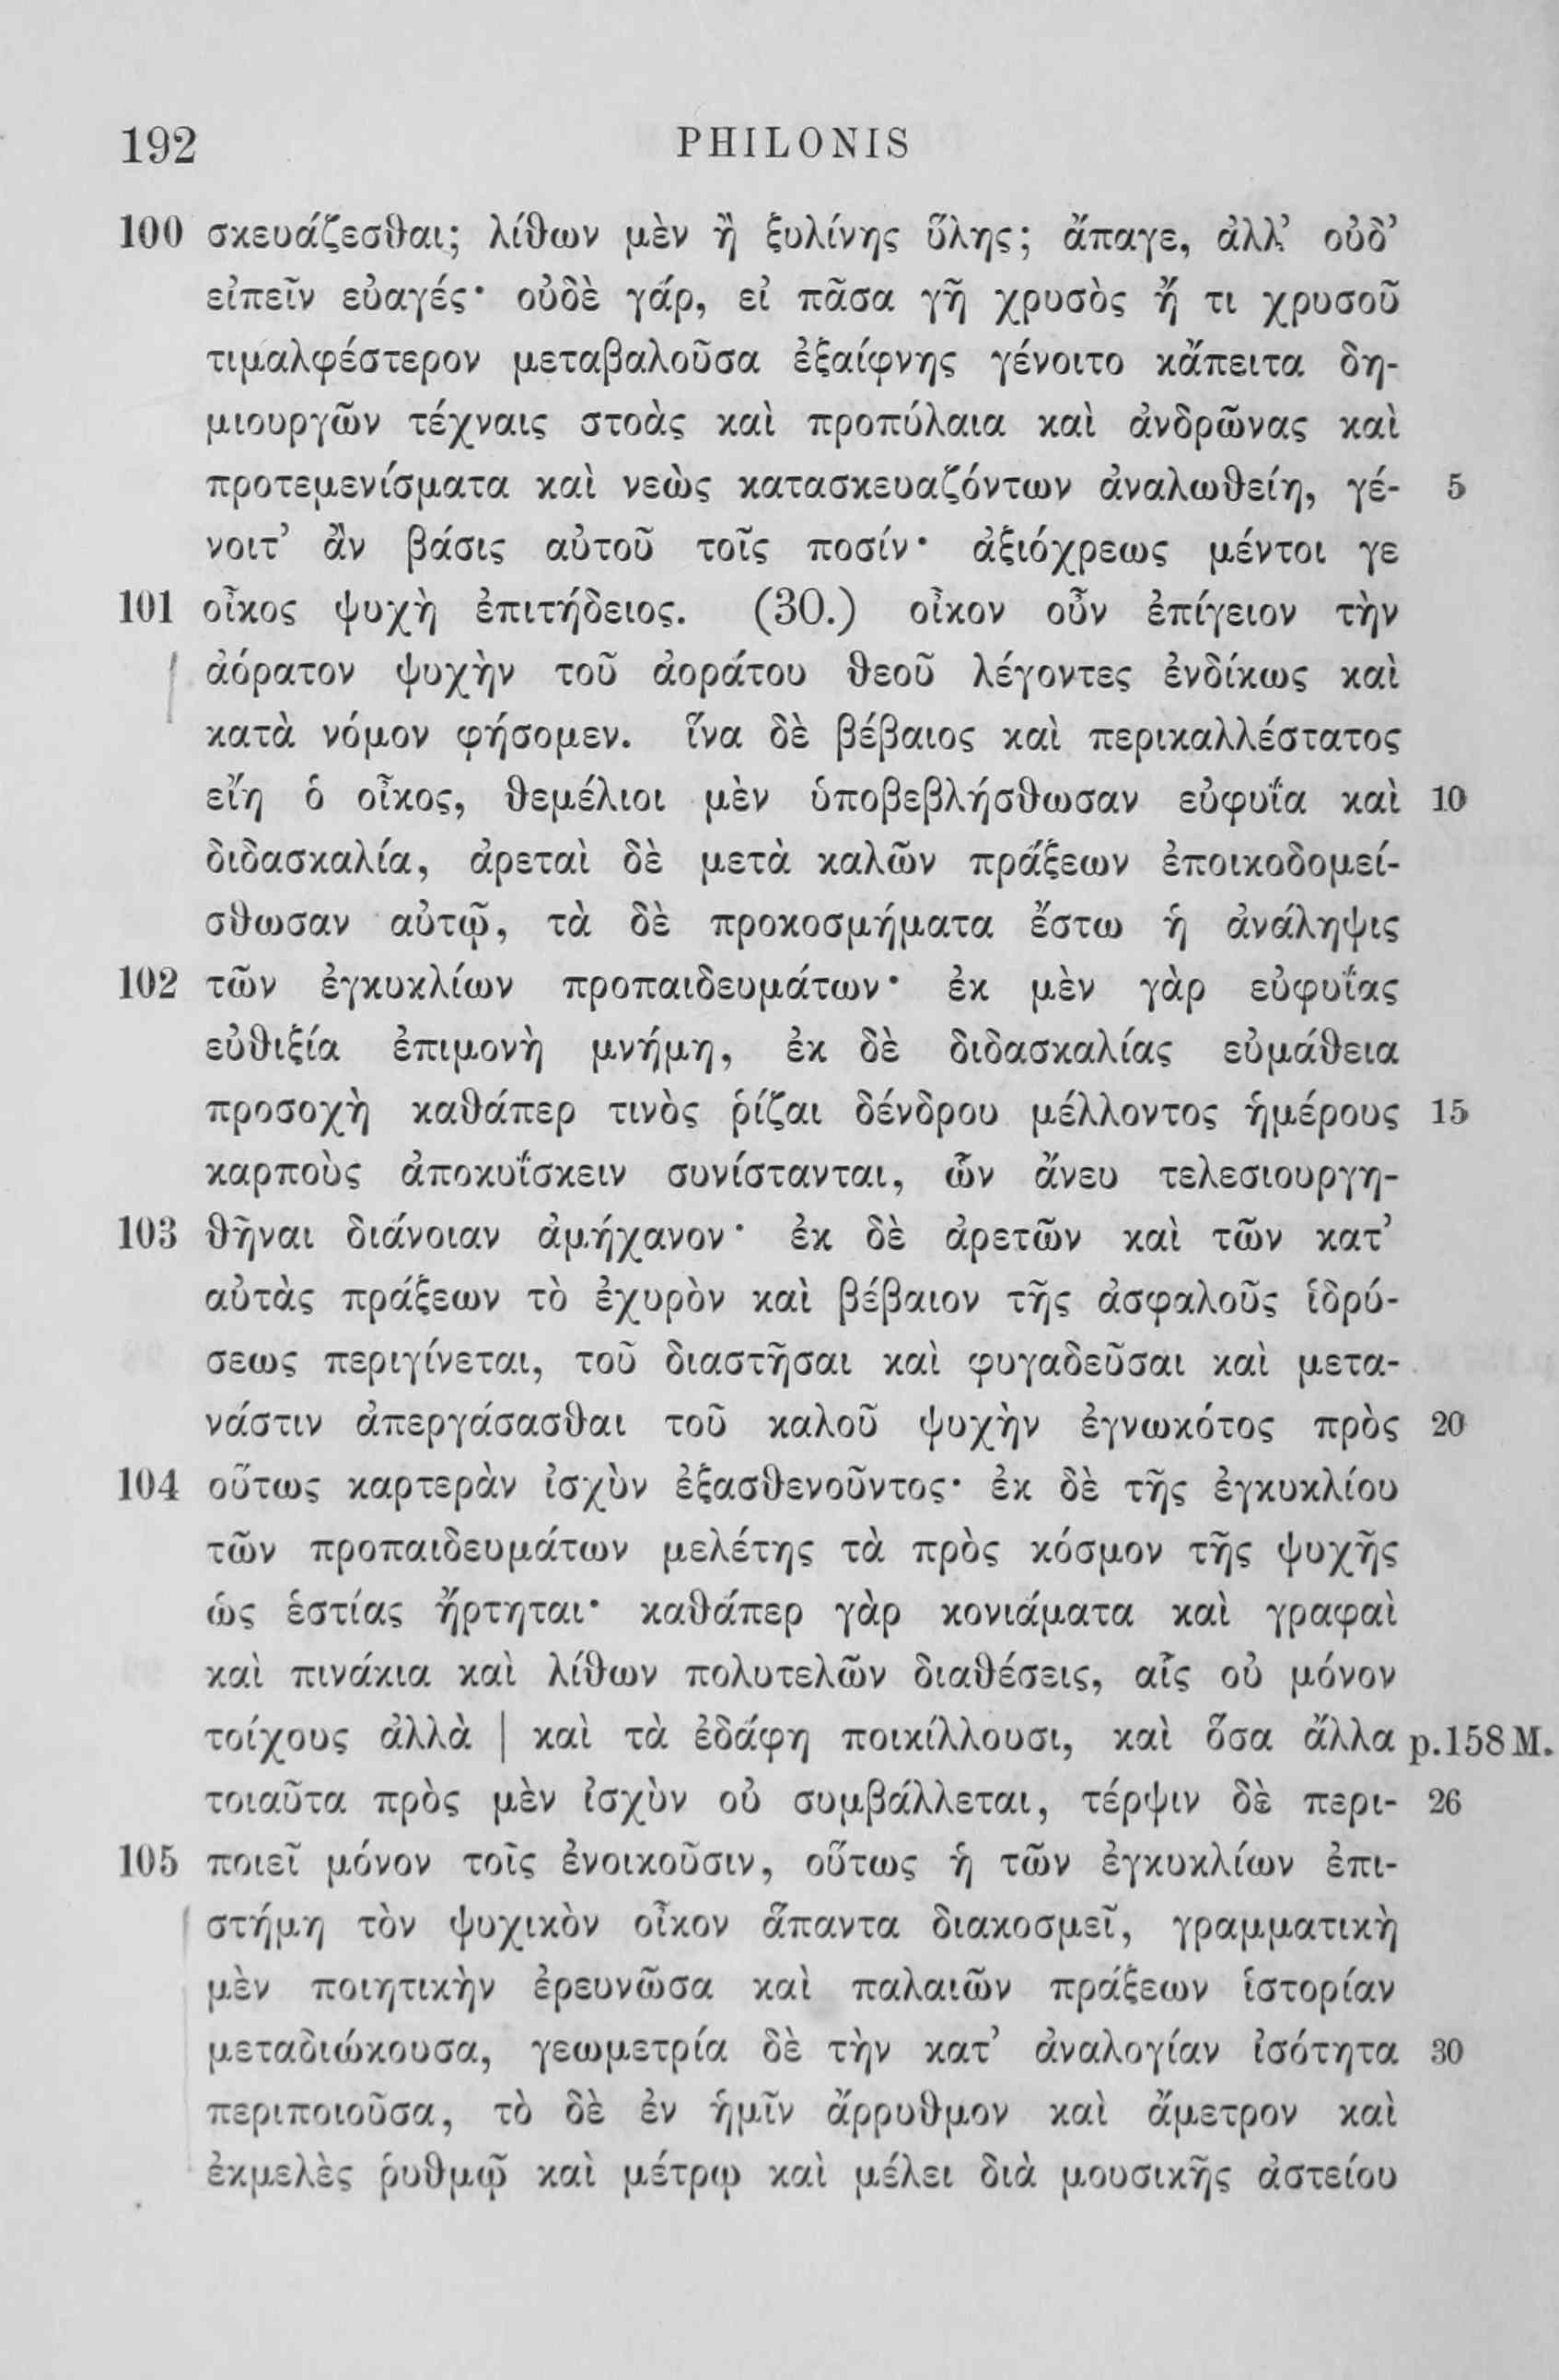 192 PHILONIS
100 σκευάζεσθαι; λίθων μὲν ἢ ξυλίνης ὕλης; ἄπαγε, ἀλλ’ οὐδ’
εἰπεῖν εὐαγές· οὐδὲ γάρ, εἰ πᾶσα γῆ χρυσὸς ἤ τι χρυσοῦ
τιμαλφέστερον μεταβαλοῦσα ἐξαίφνης γένοιτο κἄπειτα δη-
μιουργῶν τέχναις στοὰς καὶ προπύλαια καὶ ἀνδρῶνας καὶ
προτεμενίσματα καὶ νεὼς κατασκευαζόντων ἀναλωθείη, γέ- 5
νοιτ’ ἂν βάσις αὐτοῦ τοῖς ποσίν· ἀξιόχρεως μέντοι γε
101 οἶκος ψυχὴ ἐπιτήδειος. (30.) οἶκον οὖν ἐπίγειον τὴν
ἀόρατον ψυχὴν τοῦ ἀοράτου θεοῦ λέγοντες ἐνδίκως καὶ
κατὰ νόμον φήσομεν. ἵνα δὲ βέβαιος καὶ περικαλλέστατος
εἴη ὁ οἶκος, θεμέλιοι μὲν ὑποβεβλήσθωσαν εὐφυΐα καὶ 10
διδασκαλία, ἀρεταὶ δὲ μετὰ καλῶν πράξεων ἐποικοδομεί-
σθωσαν αὐτῷ, τὰ δὲ προκοσμήματα ἔστω ἡ ἀνάληψις
102 τῶν ἐγκυκλίων προπαιδευμάτων· ἐκ μὲν γὰρ εὐφυΐας
εὐθιξία ἐπιμονὴ μνήμη, ἐκ δὲ διδασκαλίας εὐμάθεια
προσοχὴ καθάπερ τινὸς ῥίζαι δένδρου μέλλοντος ἡμέρους 15
καρποὺς ἀποκυΐσκειν συνίστανται, ὧν ἄνευ τελεσιουργη-
103 θῆναι διάνοιαν ἀμήχανον· ἐκ δὲ ἀρετῶν καὶ τῶν κατ’
αὐτὰς πράξεων τὸ ἐχυρὸν καὶ βέβαιον τῆς ἀσφαλοῦς ἱδρύ-
σεως περιγίνεται, τοῦ διαστῆσαι καὶ φυγαδεῦσαι καὶ μετα-
νάστιν ἀπεργάσασθαι τοῦ καλοῦ ψυχὴν ἐγνωκότος πρὸς 20
104 οὕτως καρτερὰν ἰσχὺν ἐξασθενοῦντος· ἐκ δὲ τῆς ἐγκυκλίου
τῶν προπαιδευμάτων μελέτης τὰ πρὸς κόσμον τῆς ψυχῆς
ὡς ἑστίας ἤρτηται· καθάπερ γὰρ κονιάματα καὶ γραφαὶ
καὶ πινάκια καὶ λίθων πολυτελῶν διαθέσεις, αἷς οὐ μόνον
τοίχους ἀλλὰ | καὶ τὰ ἐδάφη ποικίλλουσι, καὶ ὅσα ἄλλα p.158 M.
τοιαῦτα πρὸς μὲν ἰσχὺν οὐ συμβάλλεται, τέρψιν δὲ περι- 26
105 ποιεῖ μόνον τοῖς ἐνοικοῦσιν, οὕτως ἡ τῶν ἐγκυκλίων ἐπι-
στήμη τὸν ψυχικὸν οἶκον ἅπαντα διακοσμεῖ, γραμματικὴ
μὲν ποιητικὴν ἐρευνῶσα καὶ παλαιῶν πράξεων ἱστορίαν
μεταδιώκουσα, γεωμετρία δὲ τὴν κατ’ ἀναλογίαν ἰσότητα 30
περιποιοῦσα, τὸ δὲ ἐν ἡμῖν ἄρρυθμον καὶ ἄμετρον καὶ
ἐκμελὲς ῥυθμῷ καὶ μέτρῳ καὶ μέλει διὰ μουσικῆς ἀστείου